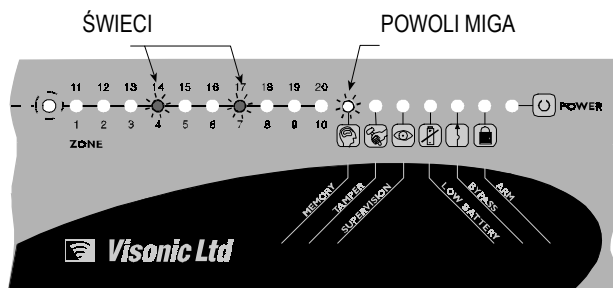 ŚWIECI POWOLI MIGA
11 12 13 14 15 16 17 18 19 20
POWER
1 2 3 4 5 6 7 8 9 10
ZONE
MEMORY
TAMPER
SUPERVISION
LOW BATTERY
BYPASS
ARM
Visonic Ltd